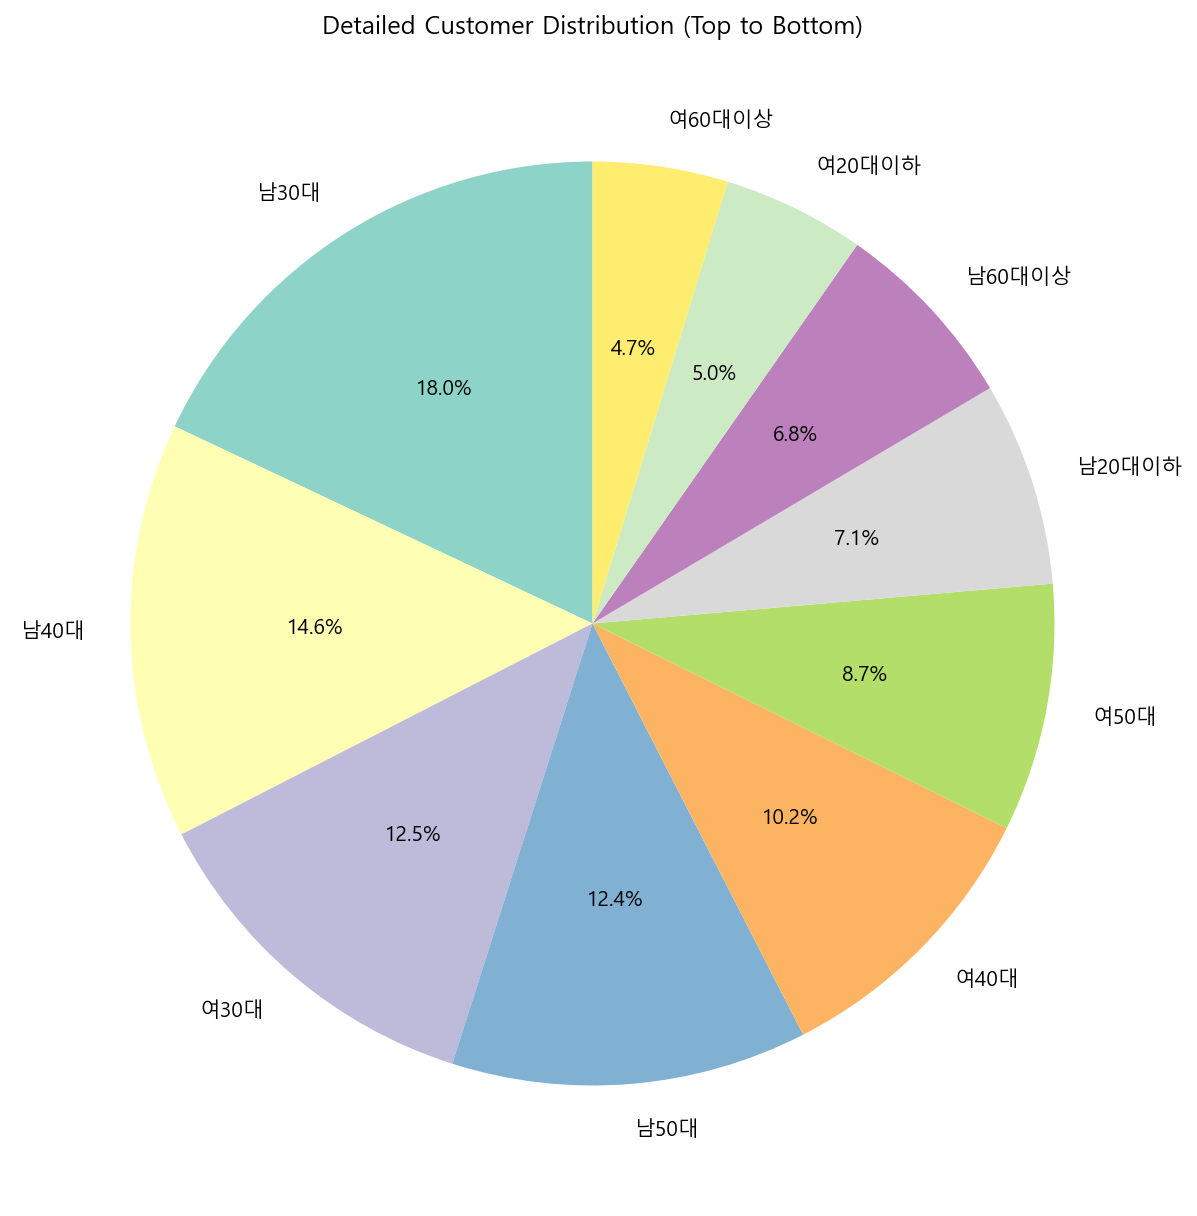 Detailed Customer Distribution (Top to Bottom)
여60대이상
여20대이하
남30대
남60대이상
4.7%
5.0%
18.0%
6.8%
남20대이하
7.1%
남40대
14.6%
8.7%
여50대
10.2%
12.5%
12.4%
여40대
여30대
남50대